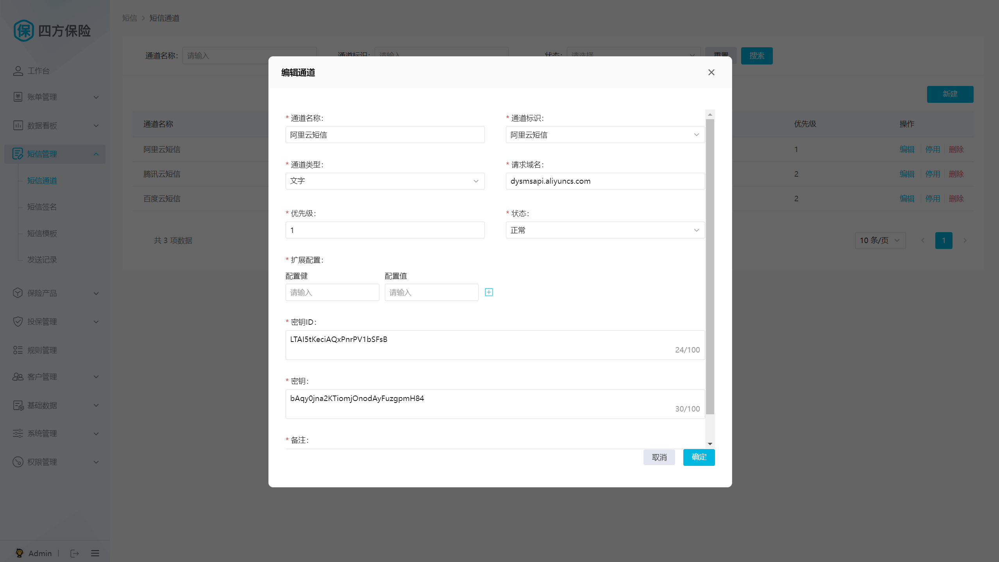 四方保险
工作台
账单管理
数据看板
短信管理
短信通道
短信签名
短信模板
发送记录
保险产品
投保管理
规则管理
客户管理
基础数据
系统管理
权限管理
Admin
短信 > 短信通道
通道名称: 请输入 通道标识: 请输入 状态: 请选择 重置 搜索
新建
通道名称 优先级 操作
阿里云短信 1 编辑 停用 删除
腾讯云短信 2 编辑 停用 删除
百度云短信 2 编辑 停用 删除
共 3 项数据 10 条/页 1
编辑通道
* 通道名称: * 通道标识:
阿里云短信 阿里云短信
* 通道类型: * 请求域名:
文字 dysmsapi.aliyuncs.com
* 优先级: * 状态:
1 正常
* 扩展配置:
配置健 配置值
请输入 请输入
* 密钥ID:
LTAI5tKeciAQxPnrPV1bSFsB
24/100
* 密钥:
bAqy0jna2KTiomjOnodAyFuzgpmH84
30/100
* 备注:
取消 确定